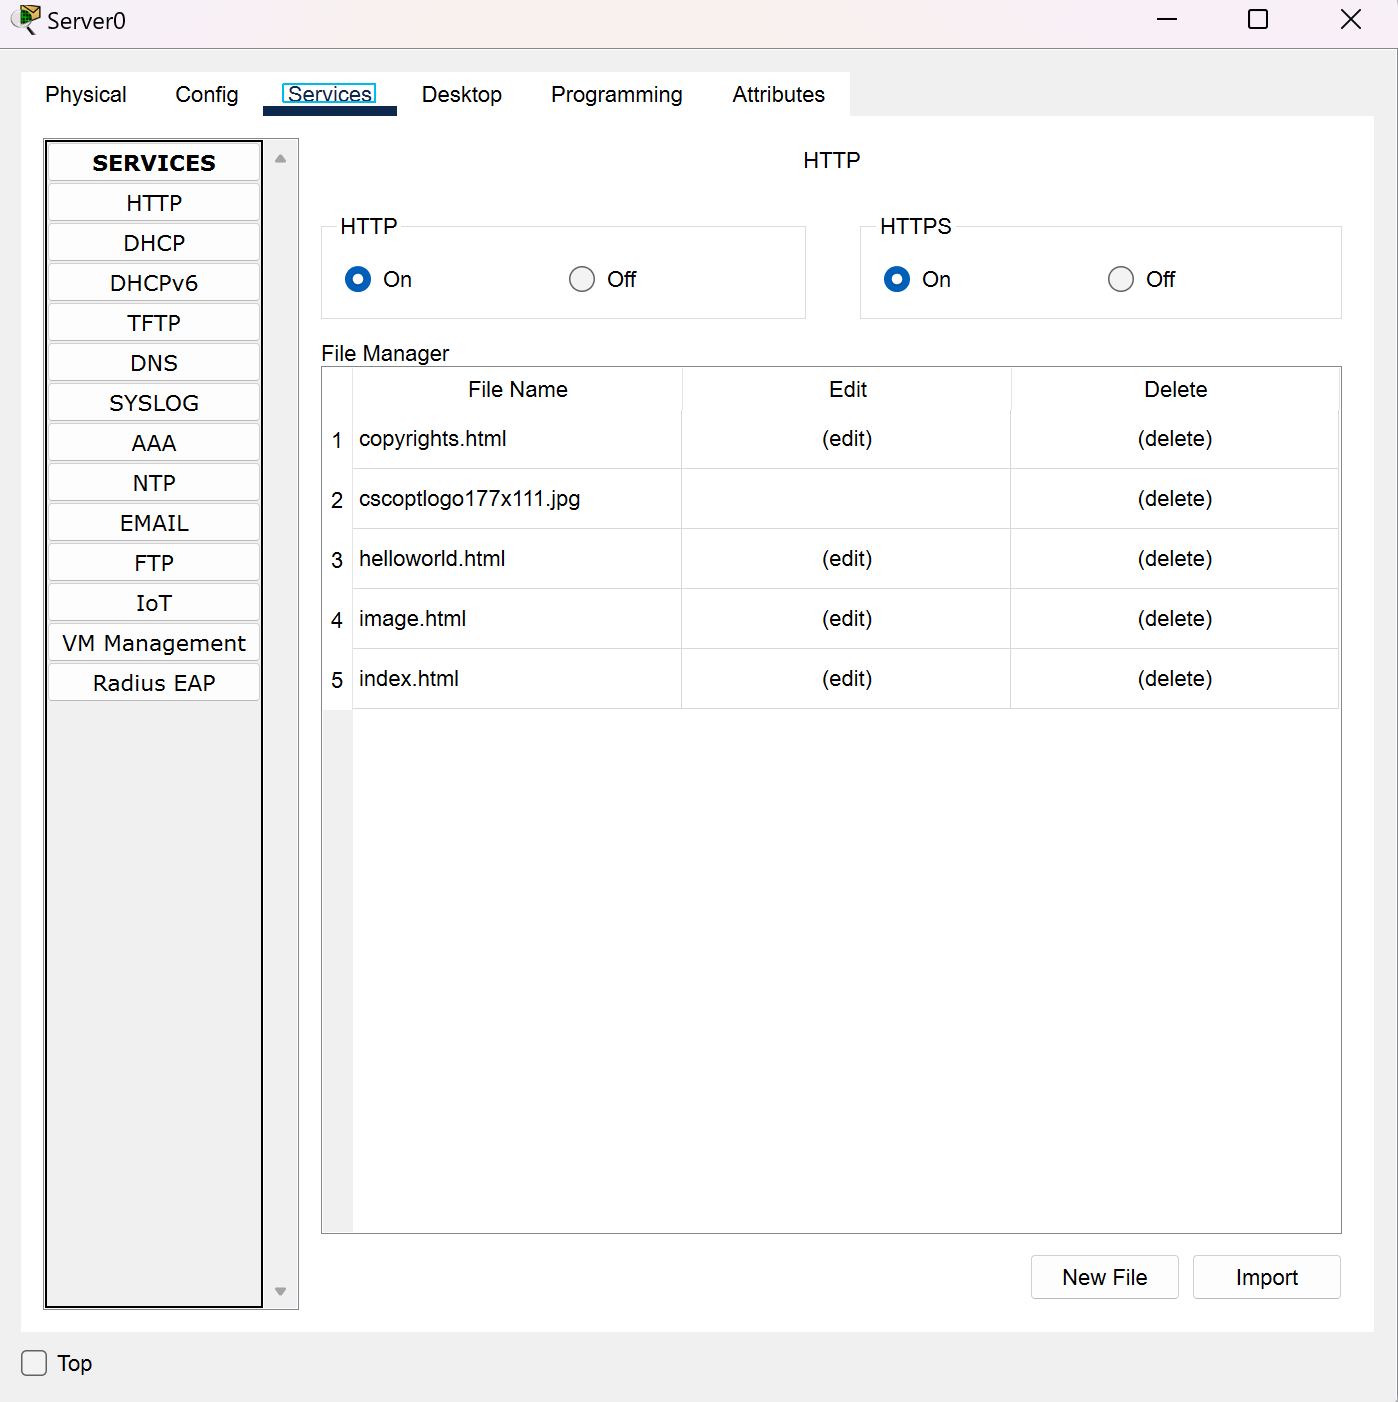 Server0
Physical Config Services Desktop Programming Attributes
SERVICES
HTTP
DHCP
DHCPv6
TFTP
DNS
SYSLOG
AAA
NTP
EMAIL
FTP
IoT
VM Management
Radius EAP
HTTP
HTTP
On Off
HTTPS
On Off
File Manager
File Name Edit Delete
1 copyrights.html (edit) (delete)
2 cscoptlogo177x111.jpg (delete)
3 helloworld.html (edit) (delete)
4 image.html (edit) (delete)
5 index.html (edit) (delete)
New File Import
Top